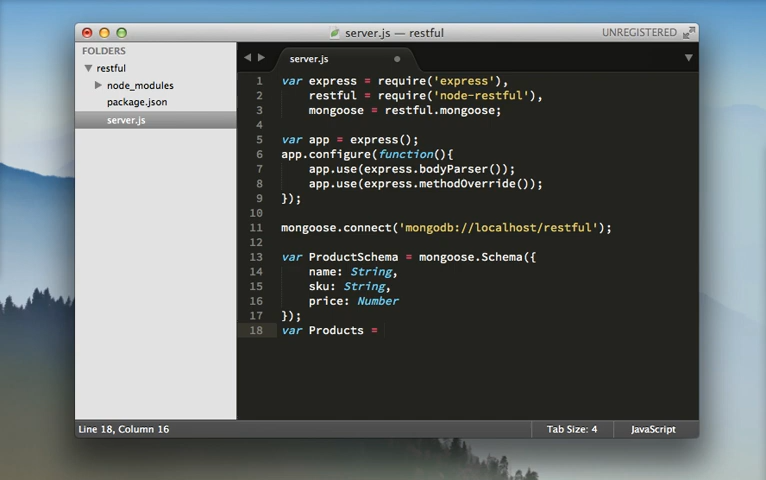 server.js — restful
UNREGISTERED
FOLDERS
restful
node_modules
package.json
server.js
server.js
1 var express = require('express'),
2 restful = require('node-restful'),
3 mongoose = restful.mongoose;
4
5 var app = express();
6 app.configure(function(){
7 app.use(express.bodyParser());
8 app.use(express.methodOverride());
9 });
10
11 mongoose.connect('mongodb://localhost/restful');
12
13 var ProductSchema = mongoose.Schema({
14 name: String,
15 sku: String,
16 price: Number
17 });
18 var Products =
Line 18, Column 16
Tab Size: 4
JavaScript